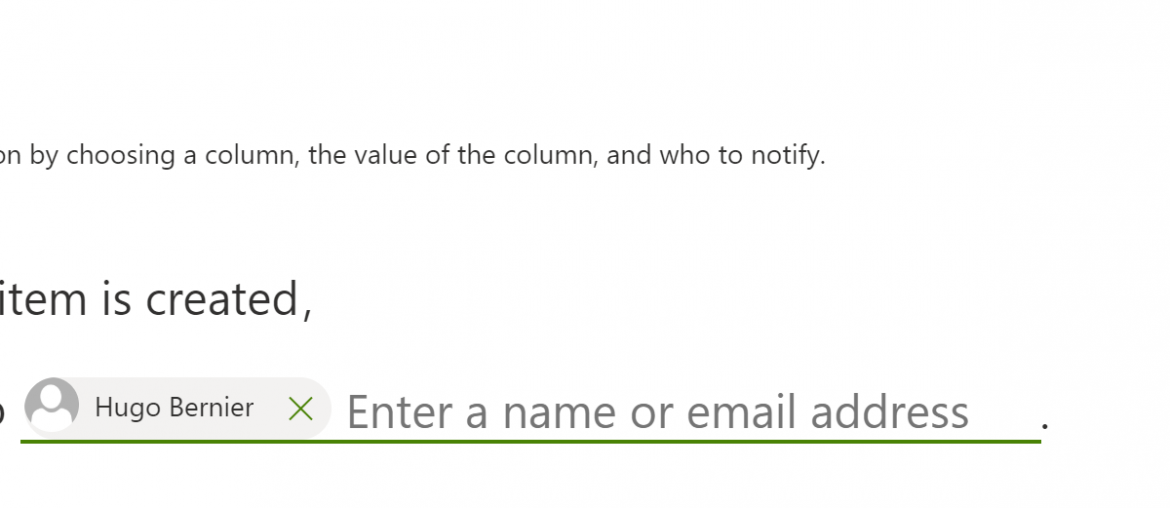 on by choosing a column, the value of the column, and who to notify.
item is created,
Hugo Bernier Enter a name or email address .